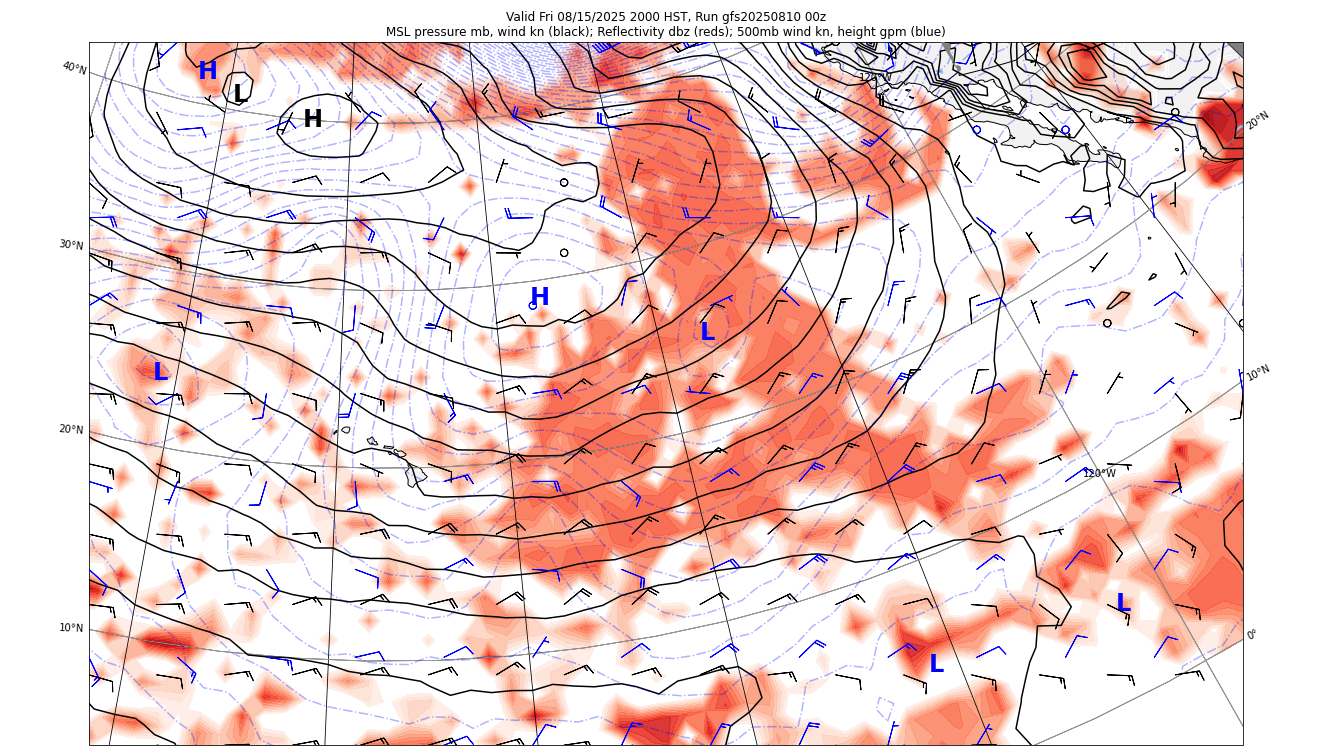 Valid Fri 08/15/2025 2000 HST, Run gfs20250810 00z
MSL pressure mb, wind kn (black); Reflectivity dbz (reds); 500mb wind kn, height gpm (blue)
40°N
H
120°W
L
H
20°N
30°N
H
L
L
10°N
20°N
120°W
L
10°N
0°
L